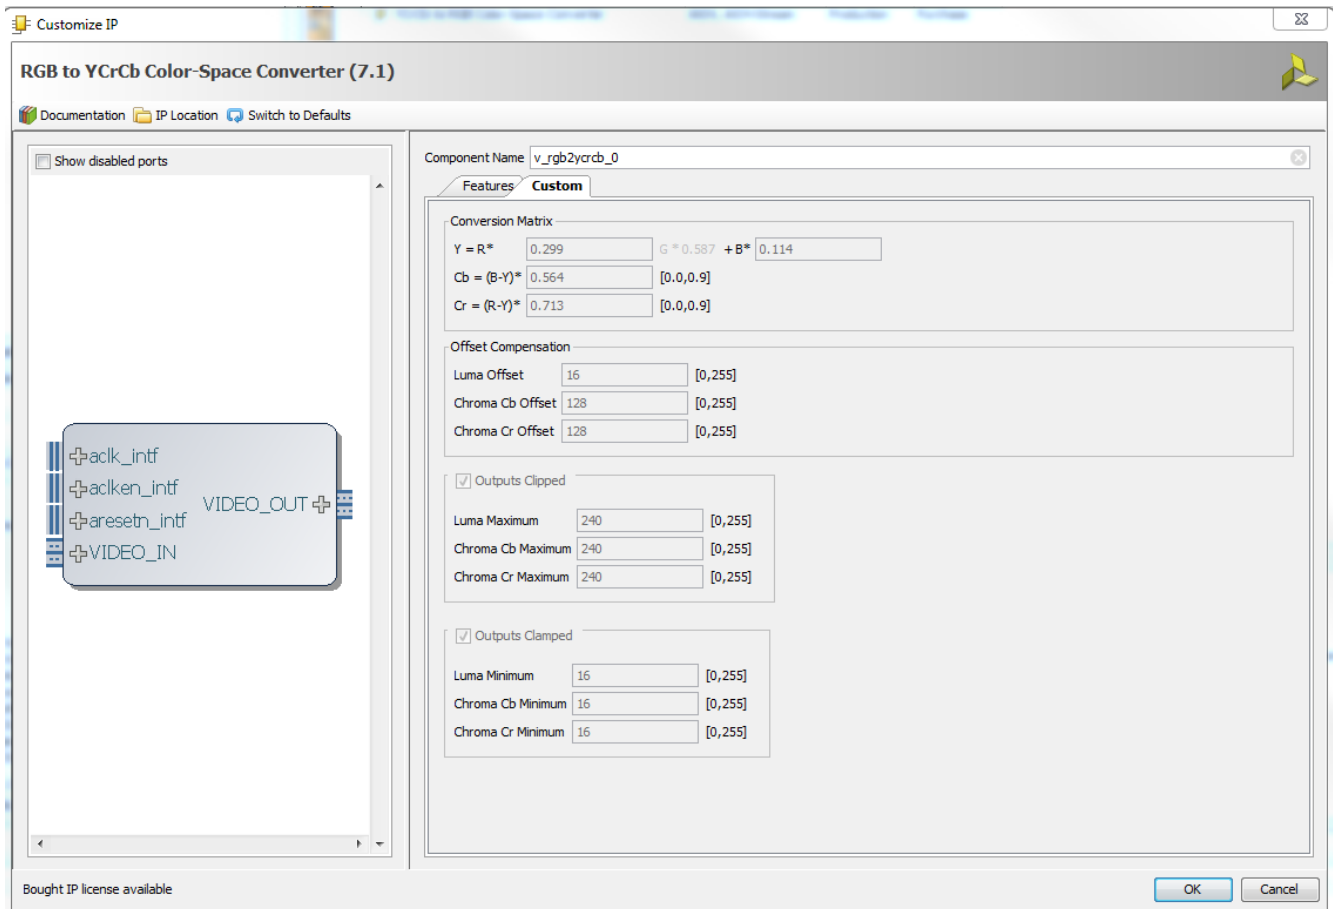 Customize IP
RGB to YCrCb Color-Space Converter (7.1)
Documentation IP Location Switch to Defaults
Show disabled ports
aclk_intf
aclken_intf
VIDEO_OUT
aresetn_intf
VIDEO_IN
Component Name v_rgb2ycrcb_0
Features Custom
Conversion Matrix
Y = R* 0.299 G * 0.587 + B* 0.114
Cb = (B-Y)* 0.564 [0.0,0.9]
Cr = (R-Y)* 0.713 [0.0,0.9]
Offset Compensation
Luma Offset 16 [0,255]
Chroma Cb Offset 128 [0,255]
Chroma Cr Offset 128 [0,255]
Outputs Clipped
Luma Maximum 240 [0,255]
Chroma Cb Maximum 240 [0,255]
Chroma Cr Maximum 240 [0,255]
Outputs Clamped
Luma Minimum 16 [0,255]
Chroma Cb Minimum 16 [0,255]
Chroma Cr Minimum 16 [0,255]
Bought IP license available
OK Cancel